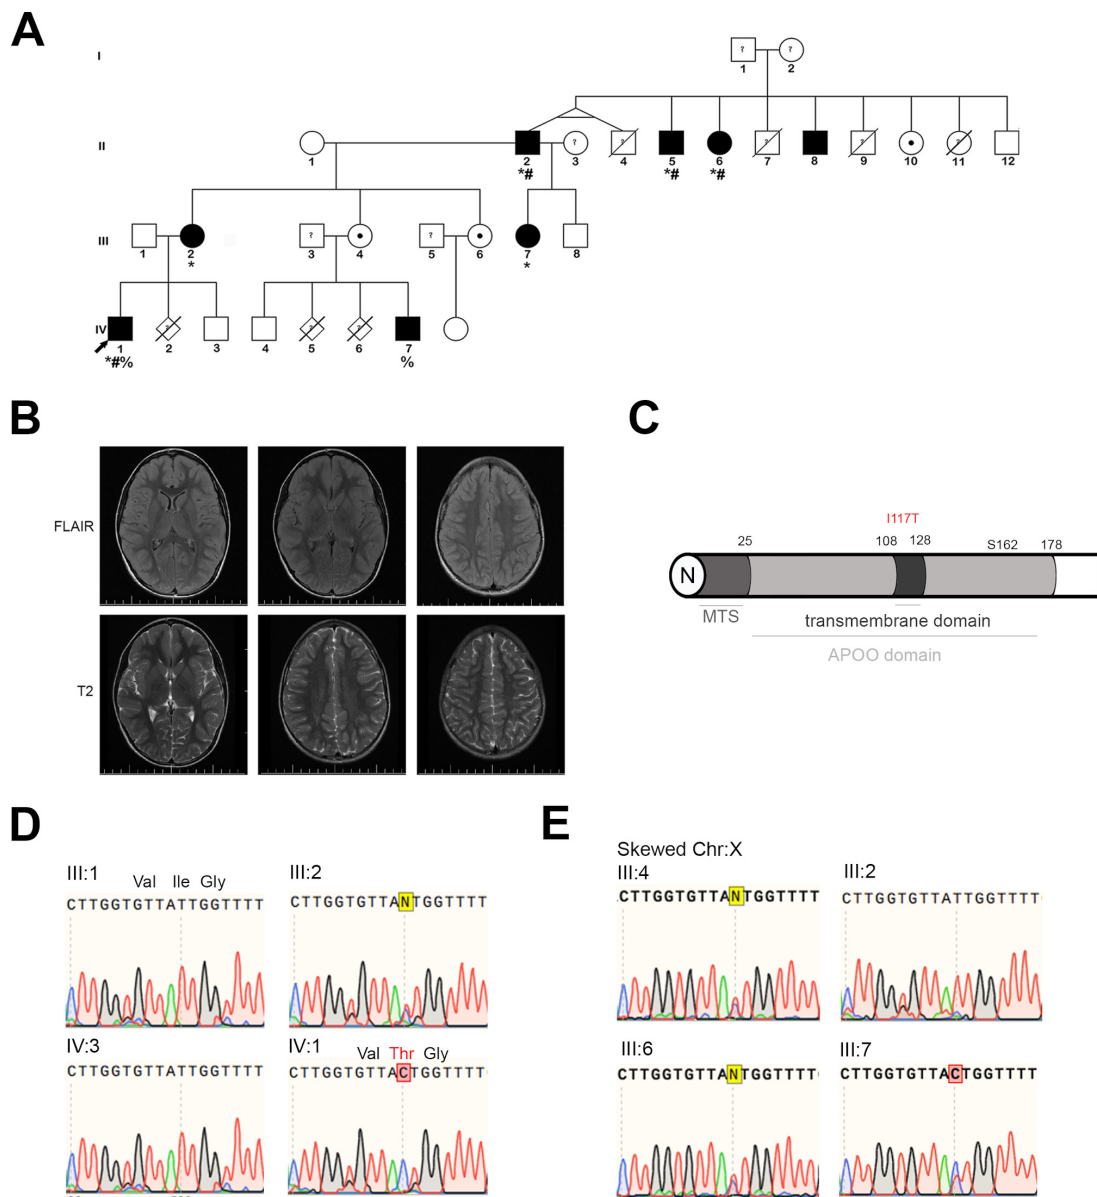 A
I
? ?
1 2
II
? ? ? ? ?
1 2 3 4 5 6 7 8 9 10 11 12
*# *# *#
III
? ?
1 2 3 4 5 6 7 8
* *
IV
? ? ?
1 2 3 4 5 6 7
*#% %
B
FLAIR
T2
C
I117T
25 108 128 S162 178
N
MTS
transmembrane domain
APOO domain
D
III:1
Val Ile Gly
CTTGGTGTTATTGGTTTT
III:2
CTTGGTGTTANTGGTTTT
IV:3
CTTGGTGTTATTGGTTTT
IV:1
Val Thr Gly
CTTGGTGTTACTGGTTTT
E
Skewed Chr:X
III:4
CTTGGTGTTANTGGTTTT
III:2
CTTGGTGTTATTGGTTTT
III:6
CTTGGTGTTANTGGTTTT
III:7
CTTGGTGTTACTGGTTTT